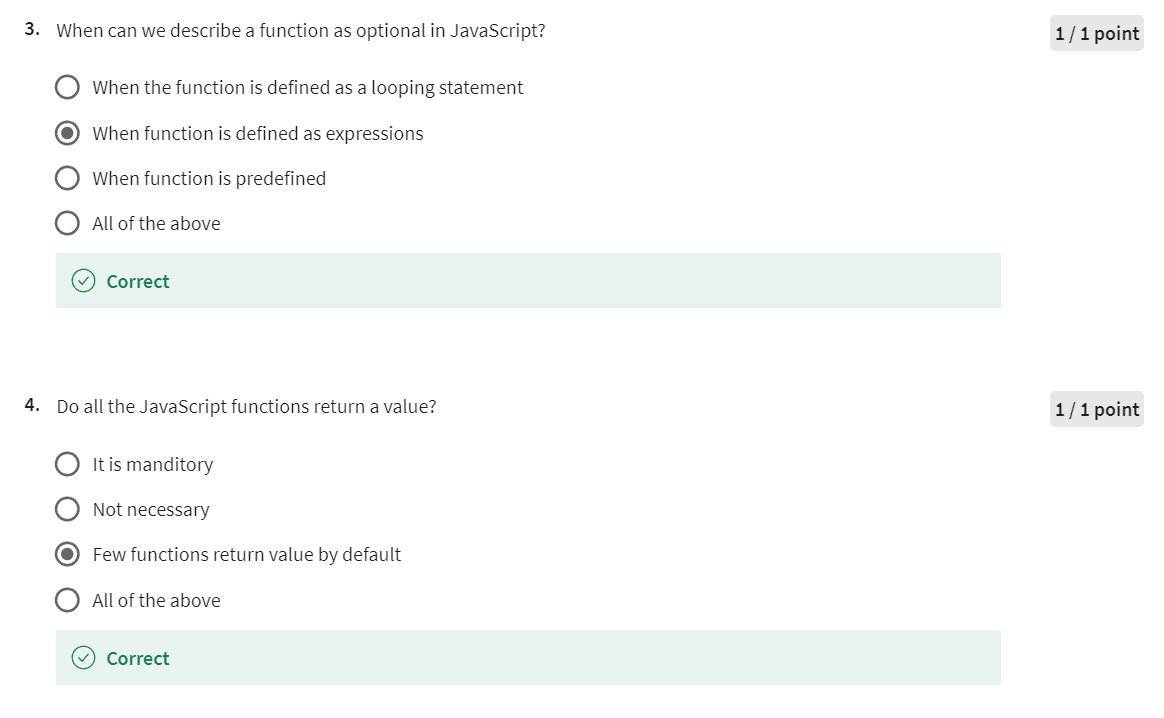 3. When can we describe a function as optional in JavaScript?
1 / 1 point
When the function is defined as a looping statement
When function is defined as expressions
When function is predefined
All of the above
Correct
4. Do all the JavaScript functions return a value?
1 / 1 point
It is manditory
Not necessary
Few functions return value by default
All of the above
Correct